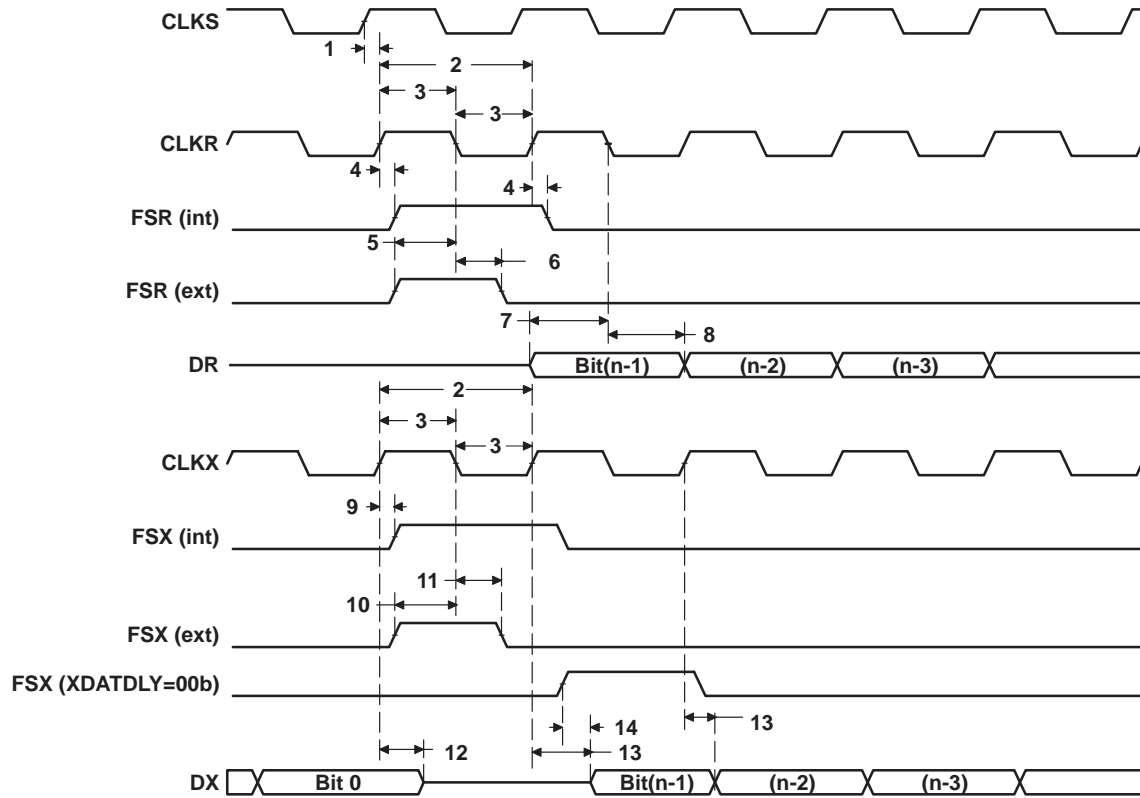 CLKS
1
2
3
3
CLKR
4
4
FSR (int)
5
6
FSR (ext)
7
8
DR Bit(n-1) (n-2) (n-3)
2
3
3
CLKX
9
FSX (int)
11
10
FSX (ext)
FSX (XDATDLY=00b)
14
13
12
13
DX Bit 0 Bit(n-1) (n-2) (n-3)